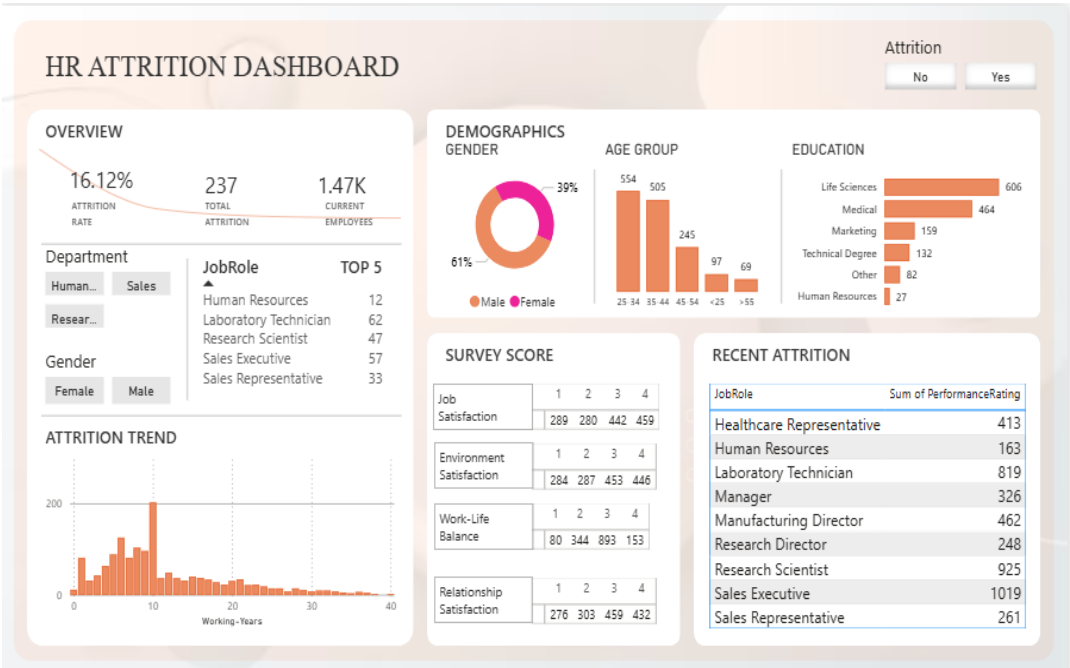 HR ATTRITION DASHBOARD
Attrition
No Yes
OVERVIEW
16.12% 237 1.47K
ATTRITION RATE TOTAL ATTRITION CURRENT EMPLOYEES
Department
Human... Sales
Resear...
Gender
Female Male
JobRole TOP 5
Human Resources 12
Laboratory Technician 62
Research Scientist 47
Sales Executive 57
Sales Representative 33
ATTRITION TREND
200
0
0 10 20 30 40
Working-Years
DEMOGRAPHICS
GENDER
39%
61%
Male Female
AGE GROUP
554 505 245 97 69
25-34 35-44 45-54 <25 >55
EDUCATION
Life Sciences 606
Medical 464
Marketing 159
Technical Degree 132
Other 82
Human Resources 27
SURVEY SCORE
Job Satisfaction
1 2 3 4
289 280 442 459
Environment Satisfaction
1 2 3 4
284 287 453 446
Work-Life Balance
1 2 3 4
80 344 893 153
Relationship Satisfaction
1 2 3 4
276 303 459 432
RECENT ATTRITION
JobRole Sum of PerformanceRating
Healthcare Representative 413
Human Resources 163
Laboratory Technician 819
Manager 326
Manufacturing Director 462
Research Director 248
Research Scientist 925
Sales Executive 1019
Sales Representative 261